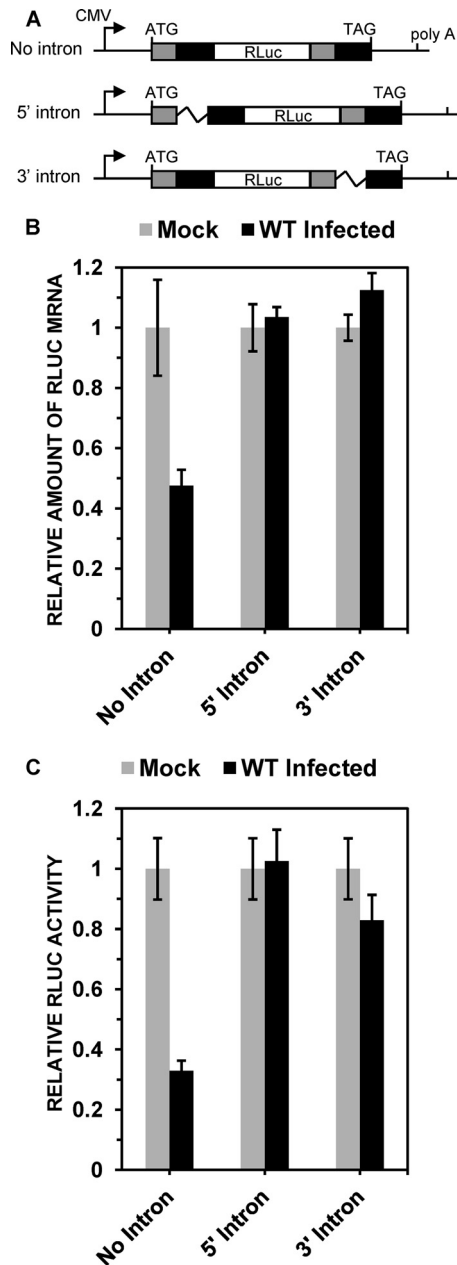 A
CMV
ATG
TAG
poly A
No intron
RLuc
ATG
TAG
5' intron
RLuc
ATG
TAG
3' intron
RLuc
B
Mock
WT Infected
RELATIVE AMOUNT OF RLUC MRNA
1.2
1
0.8
0.6
0.4
0.2
0
No Intron
5' Intron
3' Intron
C
Mock
WT Infected
RELATIVE RLUC ACTIVITY
1.2
1
0.8
0.6
0.4
0.2
0
No Intron
5' Intron
3' Intron